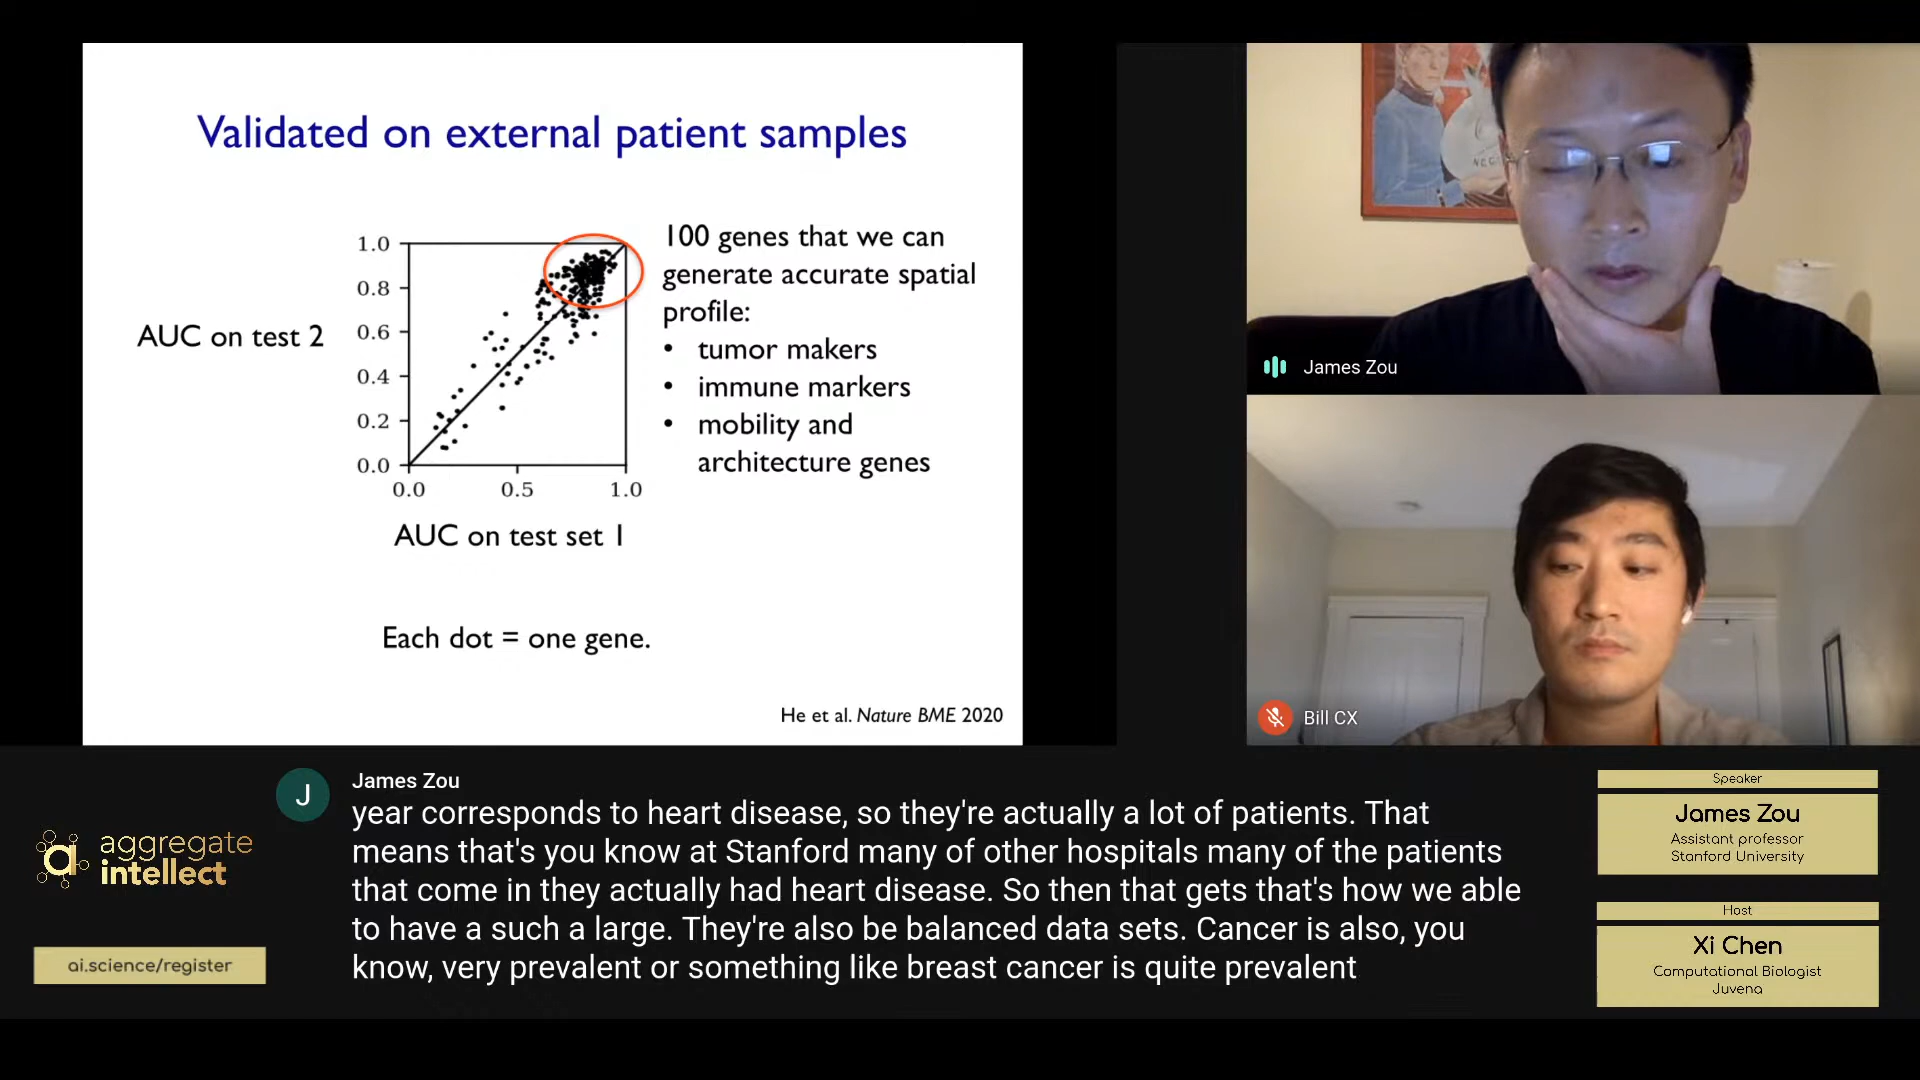 Validated on external patient samples
1.0
0.8
0.6
0.4
0.2
0.0
0.0
0.5
1.0
AUC on test 2
AUC on test set 1
100 genes that we can
generate accurate spatial
profile:
• tumor makers
• immune markers
• mobility and
architecture genes
Each dot = one gene.
He et al. Nature BME 2020
James Zou
Bill CX
aggregate
intellect
ai.science/register
J
James Zou
year corresponds to heart disease, so they're actually a lot of patients. That
means that's you know at Stanford many of other hospitals many of the patients
that come in they actually had heart disease. So then that gets that's how we able
to have a such a large. They're also be balanced data sets. Cancer is also, you
know, very prevalent or something like breast cancer is quite prevalent
Speaker
James Zou
Assistant professor
Stanford University
Host
Xi Chen
Computational Biologist
Juvena